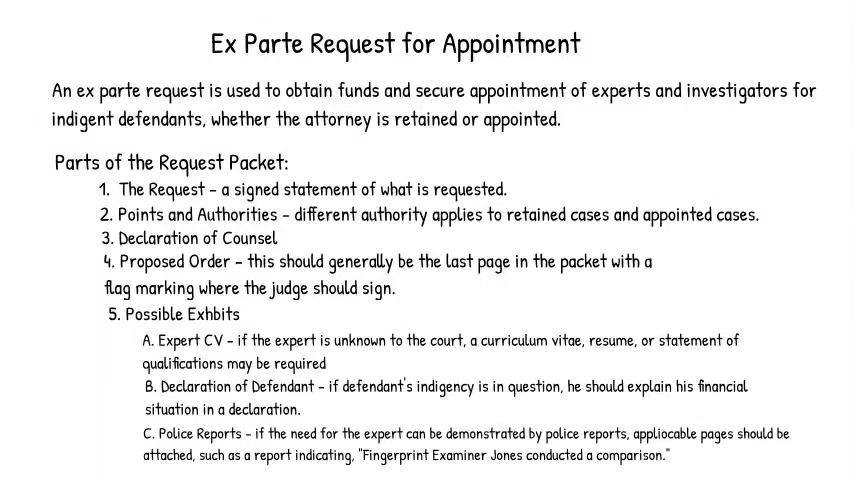 Ex Parte Request for Appointment
An ex parte request is used to obtain funds and secure appointment of experts and investigators for
indigent defendants, whether the attorney is retained or appointed.
Parts of the Request Packet:
1. The Request – a signed statement of what is requested.
2. Points and Authorities – different authority applies to retained cases and appointed cases.
3. Declaration of Counsel
4. Proposed Order – this should generally be the last page in the packet with a
flag marking where the judge should sign.
5. Possible Exhbits
A. Expert CV – if the expert is unknown to the court, a curriculum vitae, resume, or statement of
qualifications may be required
B. Declaration of Defendant – if defendant's indigency is in question, he should explain his financial
situation in a declaration.
C. Police Reports – if the need for the expert can be demonstrated by police reports, appliocable pages should be
attached, such as a report indicating, "Fingerprint Examiner Jones conducted a comparison."